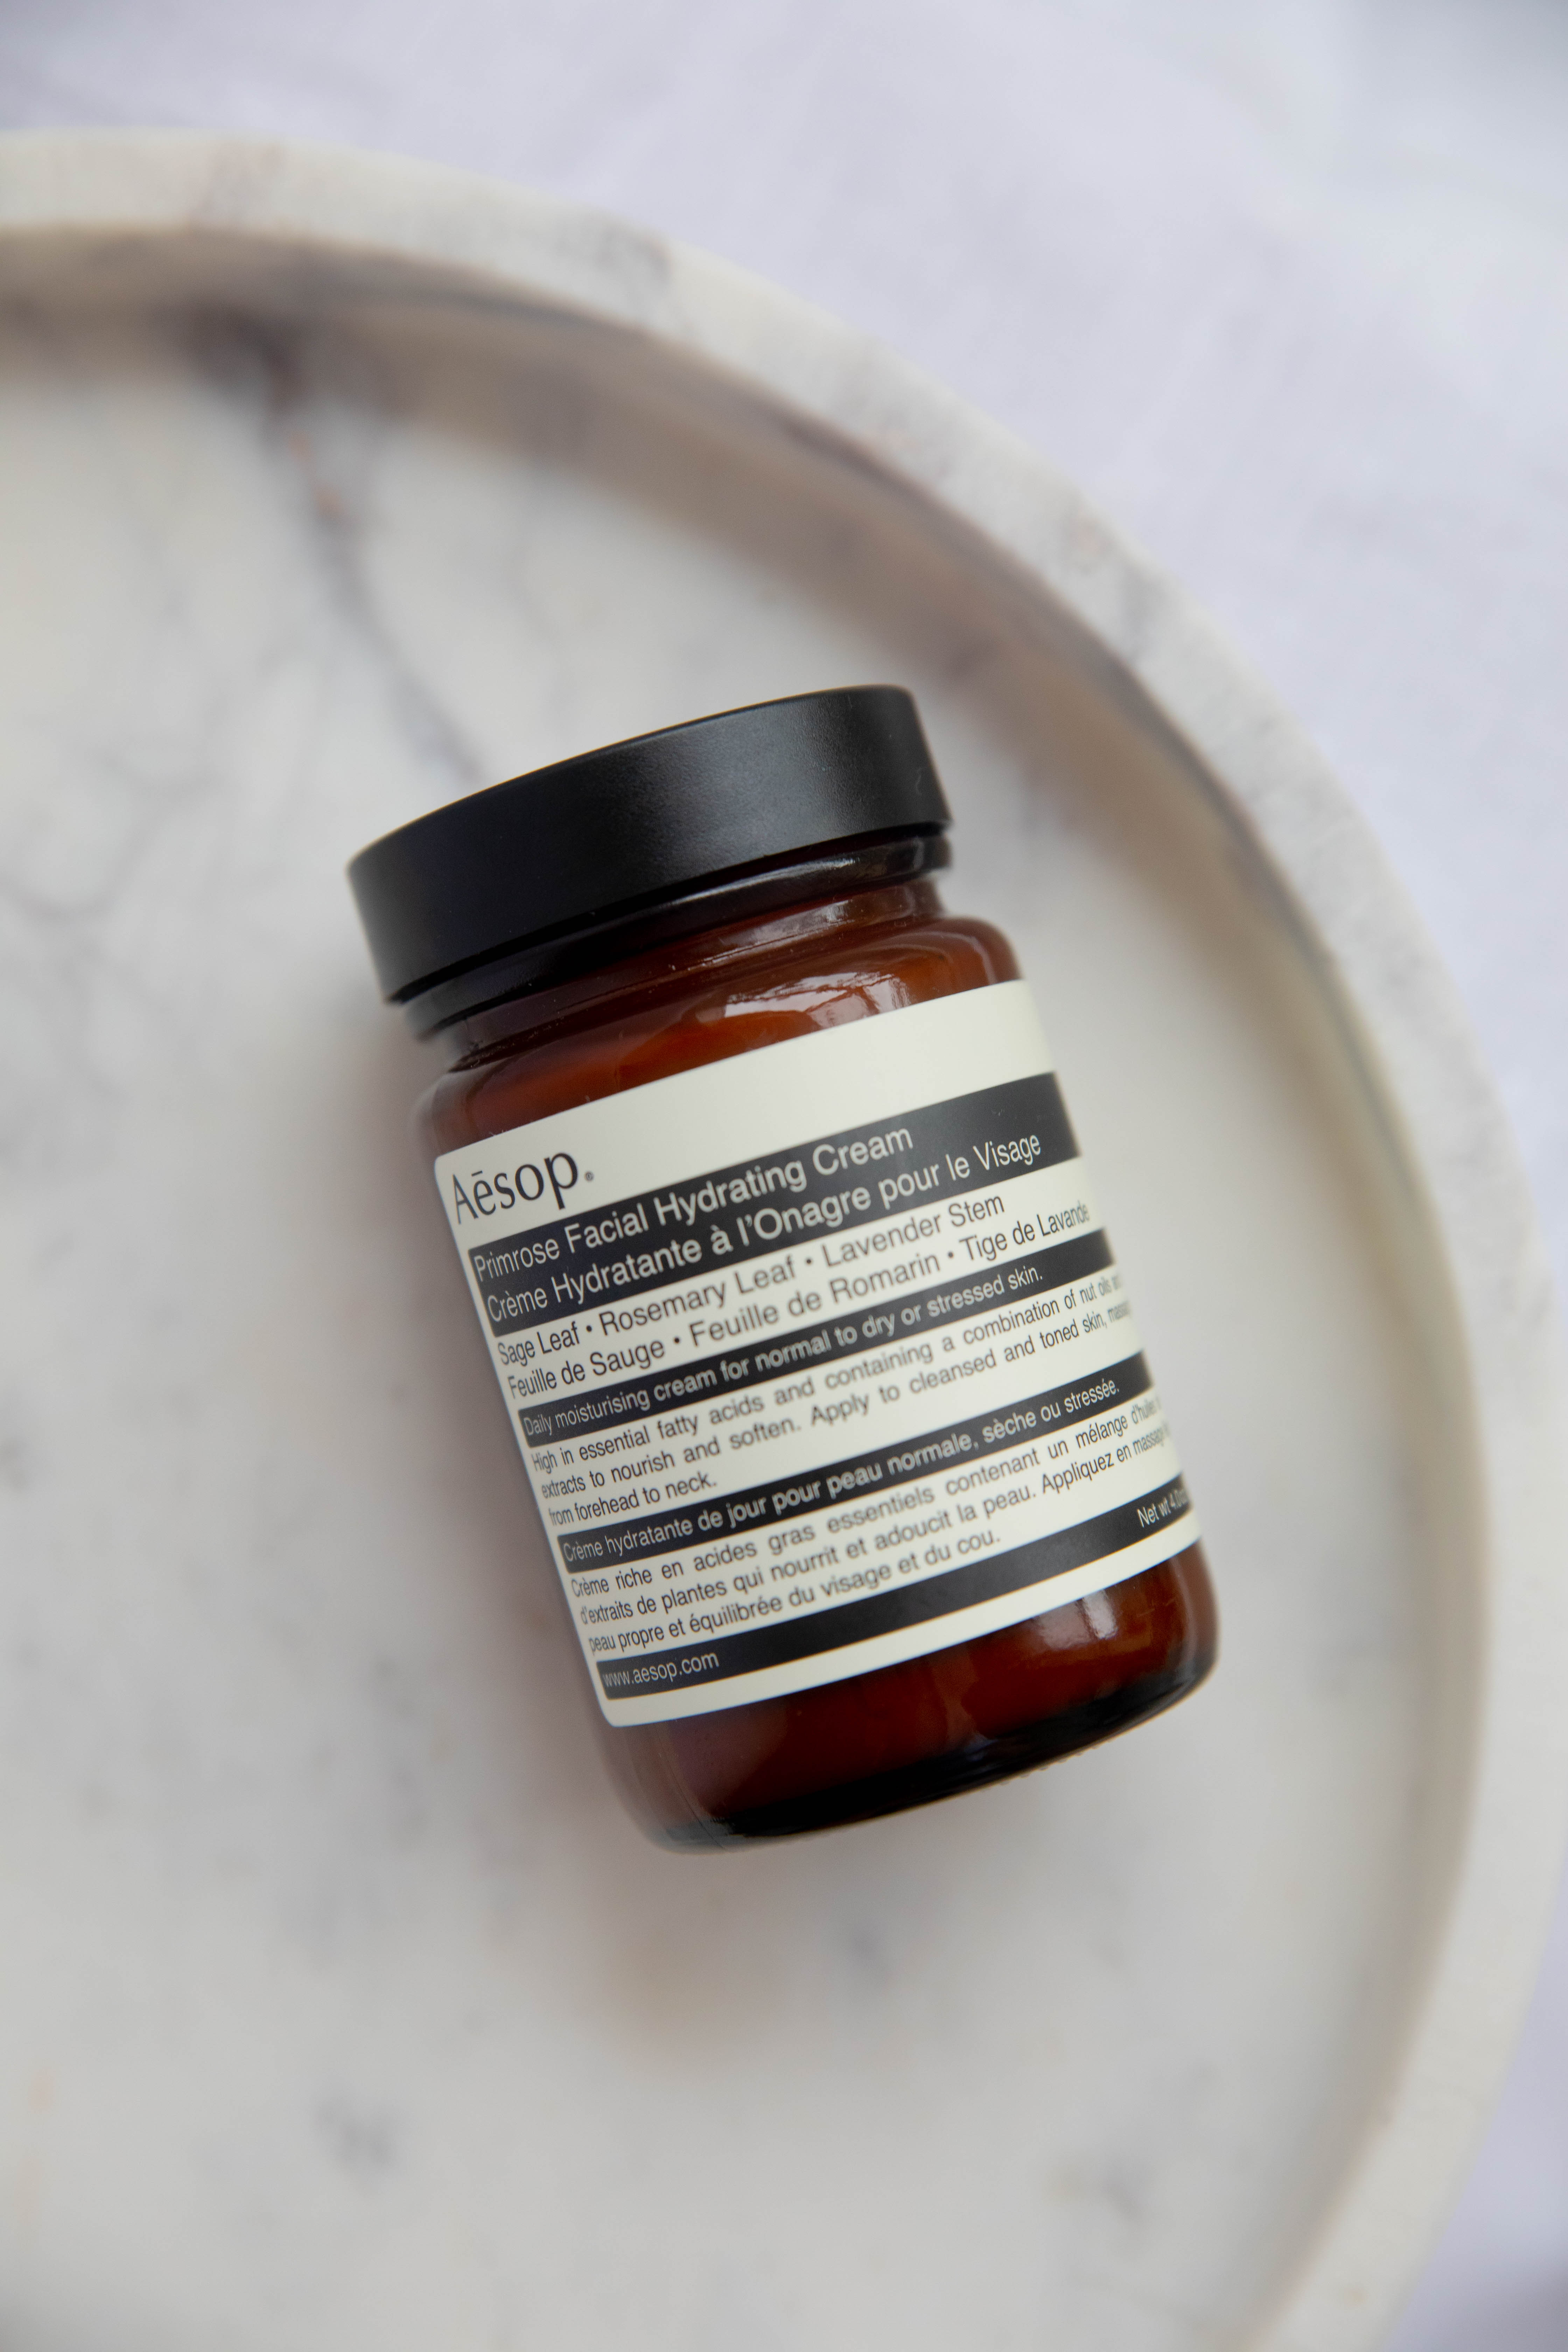 Aēsop®
Primrose Facial Hydrating Cream
Crème Hydratante à l'Onagre pour le Visage
Sage Leaf • Rosemary Leaf • Lavender Stem
Feuille de Sauge • Feuille de Romarin • Tige de Lavande
Daily moisturising cream for normal to dry or stressed skin.
High in essential fatty acids and containing a combination of nut oils
extracts to nourish and soften. Apply to cleansed and toned skin,
from forehead to neck.
Crème hydratante de jour pour peau normale, sèche ou stressée.
Crème riche en acides gras essentiels contenant un mélange
d'extraits de plantes qui nourrit et adoucit la peau. Appliquez en massage
peau propre et équilibrée du visage et du cou.
www.aesop.com Net wt